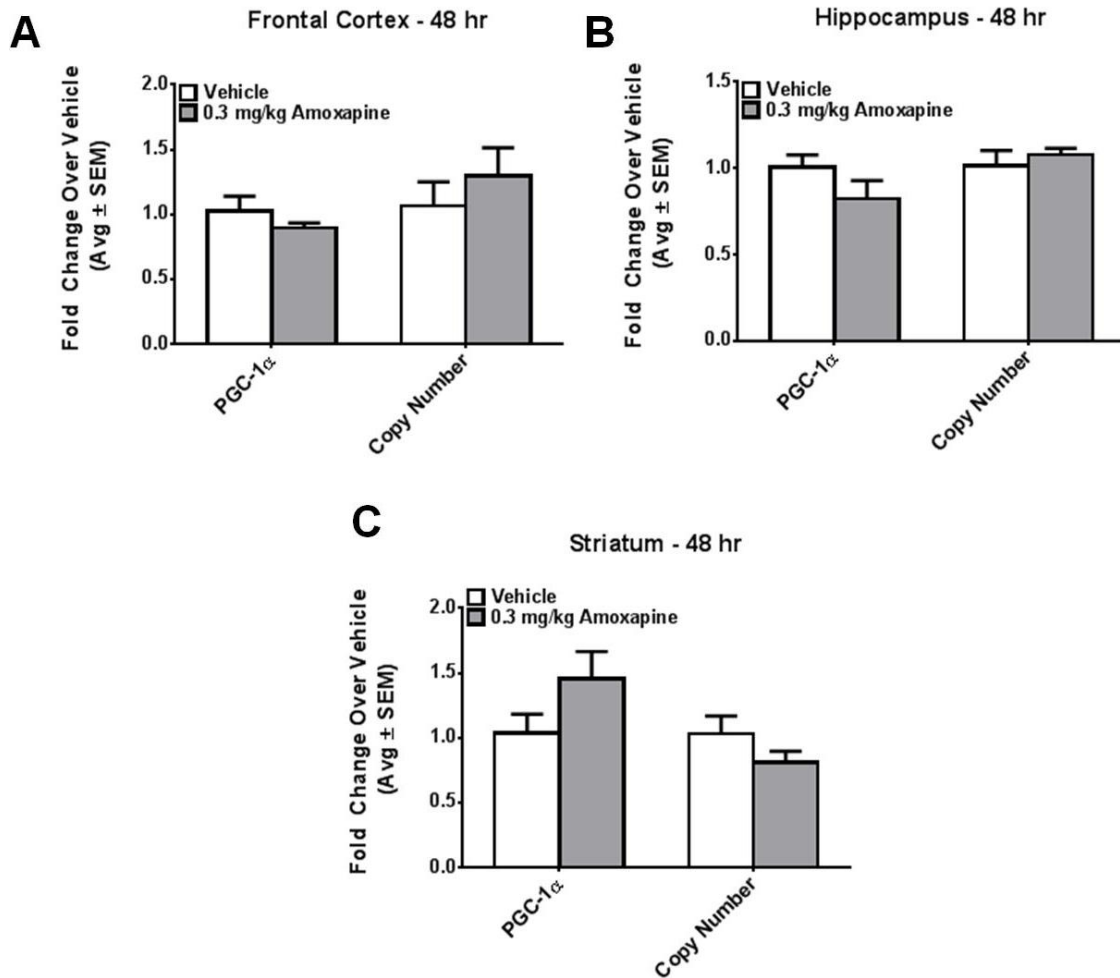 A
Frontal Cortex - 48 hr
Fold Change Over Vehicle
(Avg ± SEM)
2.0
1.5
1.0
0.5
0.0
Vehicle
0.3 mg/kg Amoxapine
PGC-1α
Copy Number
B
Hippocampus - 48 hr
Fold Change Over Vehicle
(Avg ± SEM)
1.5
1.0
0.5
0.0
Vehicle
0.3 mg/kg Amoxapine
PGC-1α
Copy Number
C
Striatum - 48 hr
Fold Change Over Vehicle
(Avg ± SEM)
2.0
1.5
1.0
0.5
0.0
Vehicle
0.3 mg/kg Amoxapine
PGC-1α
Copy Number